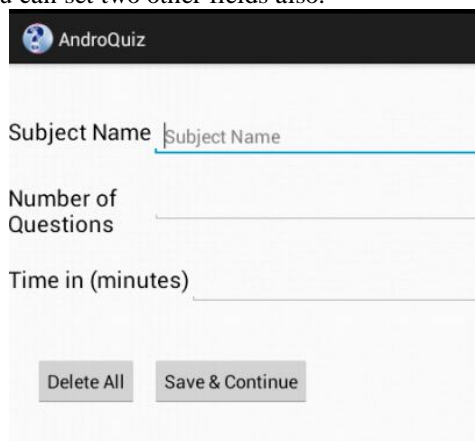 can set two other fields also.
AndroQuiz
Subject Name Subject Name
Number of
Questions
Time in (minutes)
Delete All Save & Continue